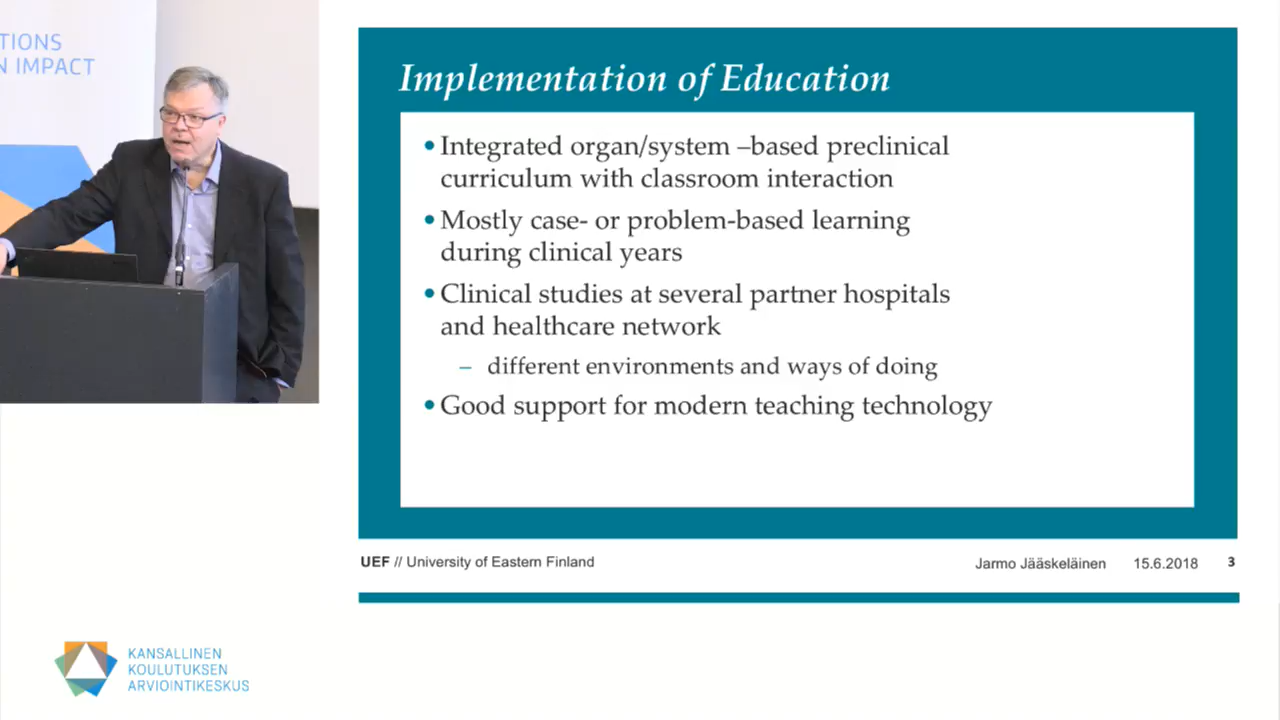 TIONS
N IMPACT
Implementation of Education
•Integrated organ/system –based preclinical
curriculum with classroom interaction
•Mostly case- or problem-based learning
during clinical years
•Clinical studies at several partner hospitals
and healthcare network
– different environments and ways of doing
•Good support for modern teaching technology
UEF // University of Eastern Finland
Jarmo Jääskeläinen 15.6.2018 3
KANSALLINEN
KOULUTUKSEN
ARVIOINTIKESKUS